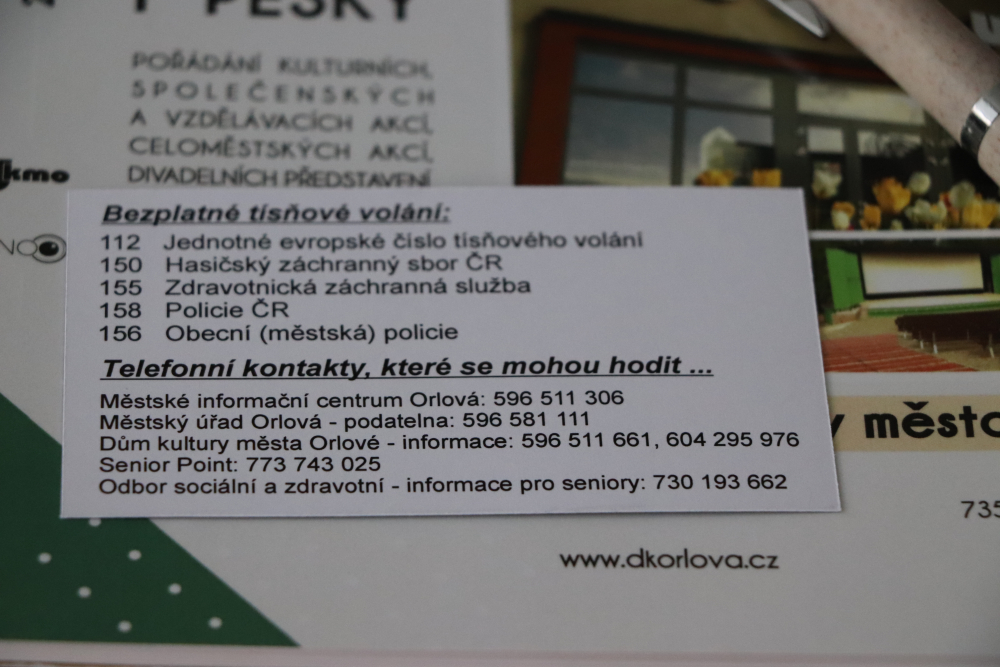 PEŠKY
POŘÁDÁNÍ KULTURNÍCH,
SPOLEČENSKÝCH
A VZDĚLÁVACÍCH AKCÍ,
CELOMĚSTSKÝCH AKCÍ,
DIVADELNÍCH PŘEDSTAVENÍ
Bezplatné tísňové volání:
112 Jednotné evropské číslo tísňového volání
150 Hasičský záchranný sbor ČR
155 Zdravotnická záchranná služba
158 Policie ČR
156 Obecní (městská) policie
Telefonní kontakty, které se mohou hodit ...
Městské informační centrum Orlová: 596 511 306
Městský úřad Orlová - podatelna: 596 581 111
Dům kultury města Orlové - informace: 596 511 661, 604 295 976
Senior Point: 773 743 025
Odbor sociální a zdravotní - informace pro seniory: 730 193 662
y město
735
www.dkorlova.cz